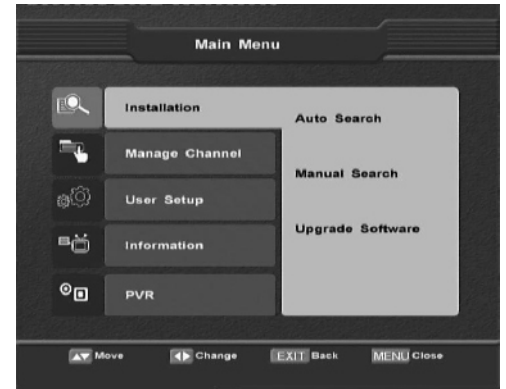 Main Menu
Installation
Manage Channel
User Setup
Information
PVR
Auto Search
Manual Search
Upgrade Software
Move
Change
EXIT Back
MENU Close